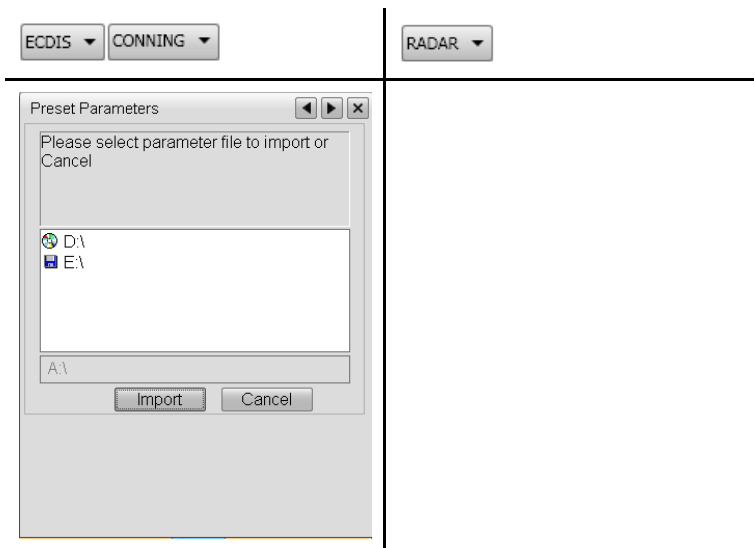 ECDIS CONNING RADAR
Preset Parameters
Please select parameter file to import or
Cancel
D:\
E:\
A:\
Import Cancel